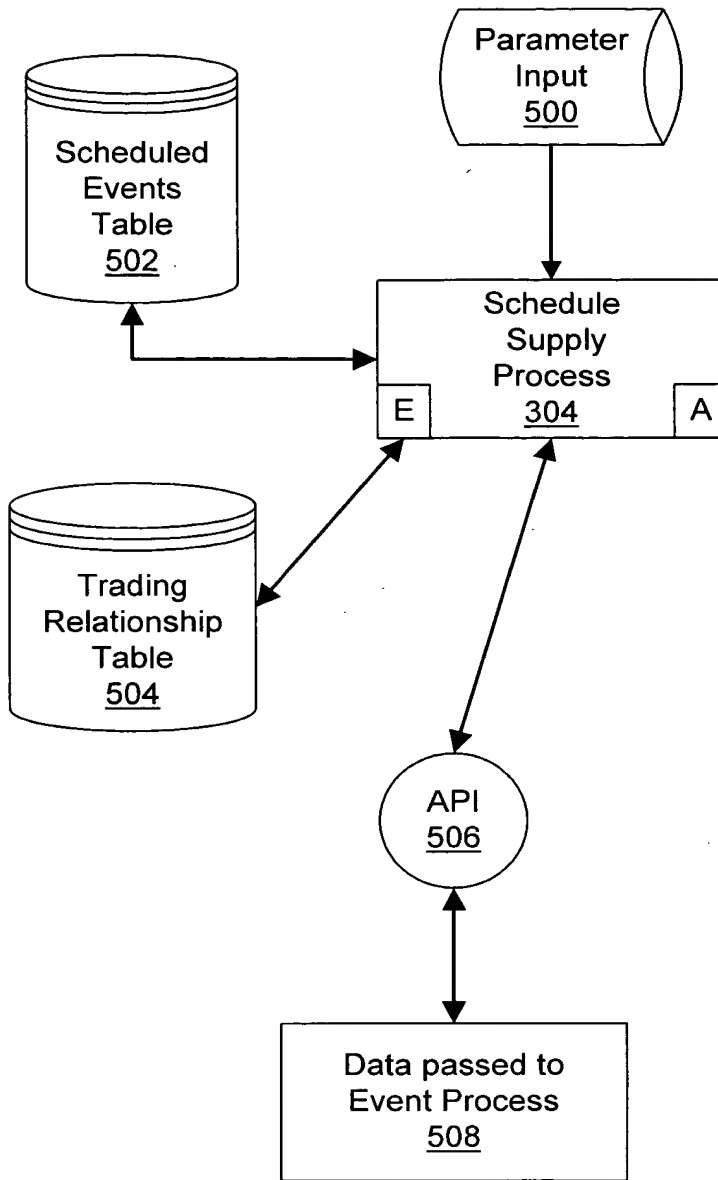 Parameter
Input
500
Scheduled
Events
Table
502
Schedule
Supply
Process
304
E
A
Trading
Relationship
Table
504
API
506
Data passed to
Event Process
508